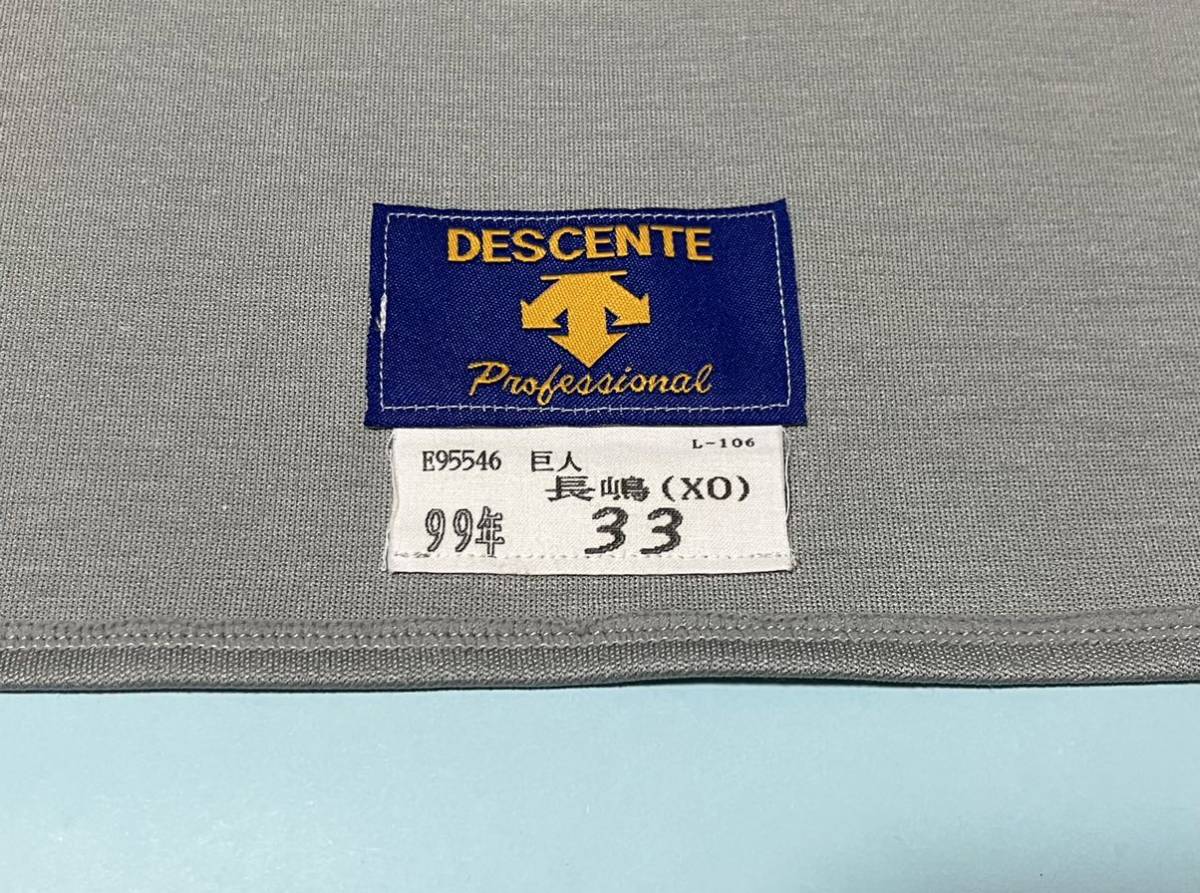 DESCENTE
Professional
L-106
E95546 巨人
長嶋(XO)
99年 33